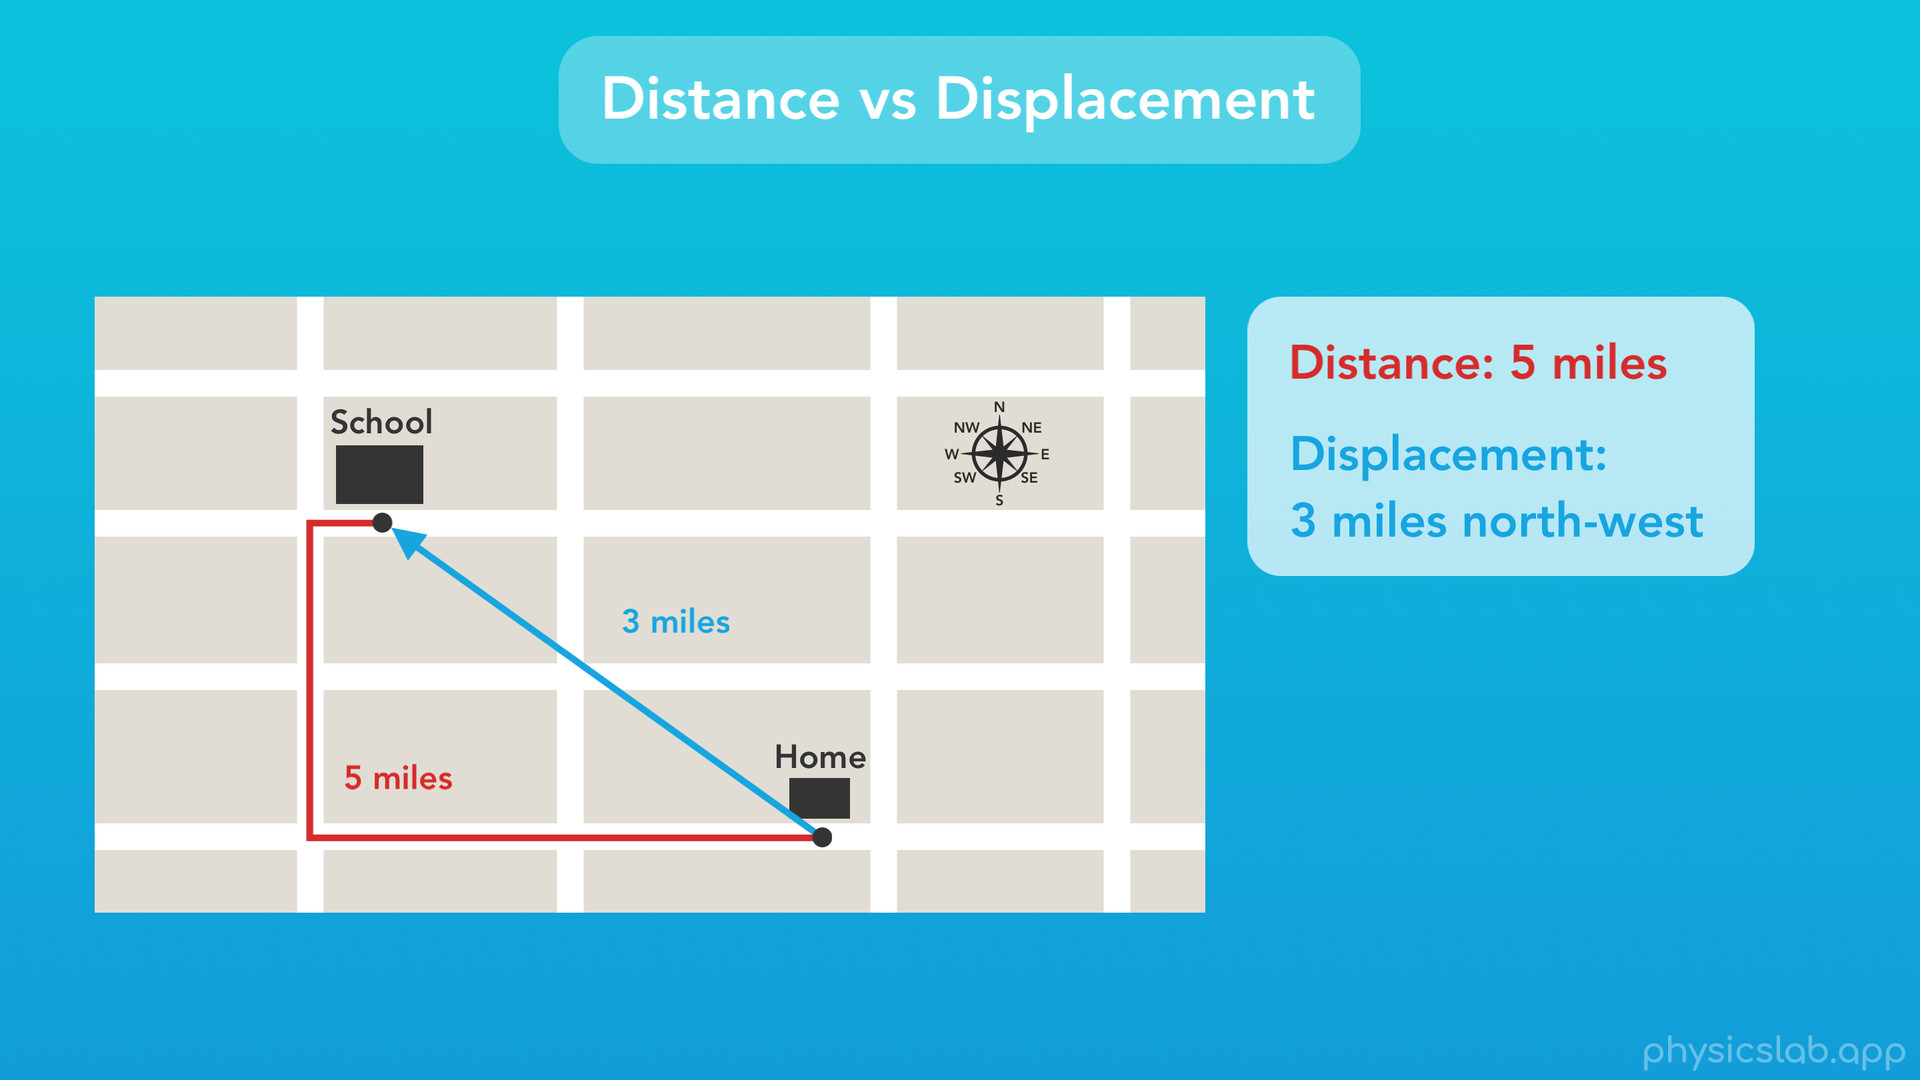 Distance vs Displacement
School
N
NW
NE
W
E
SW
SE
S
3 miles
Home
5 miles
Distance: 5 miles
Displacement:
3 miles north-west
physicslab.app